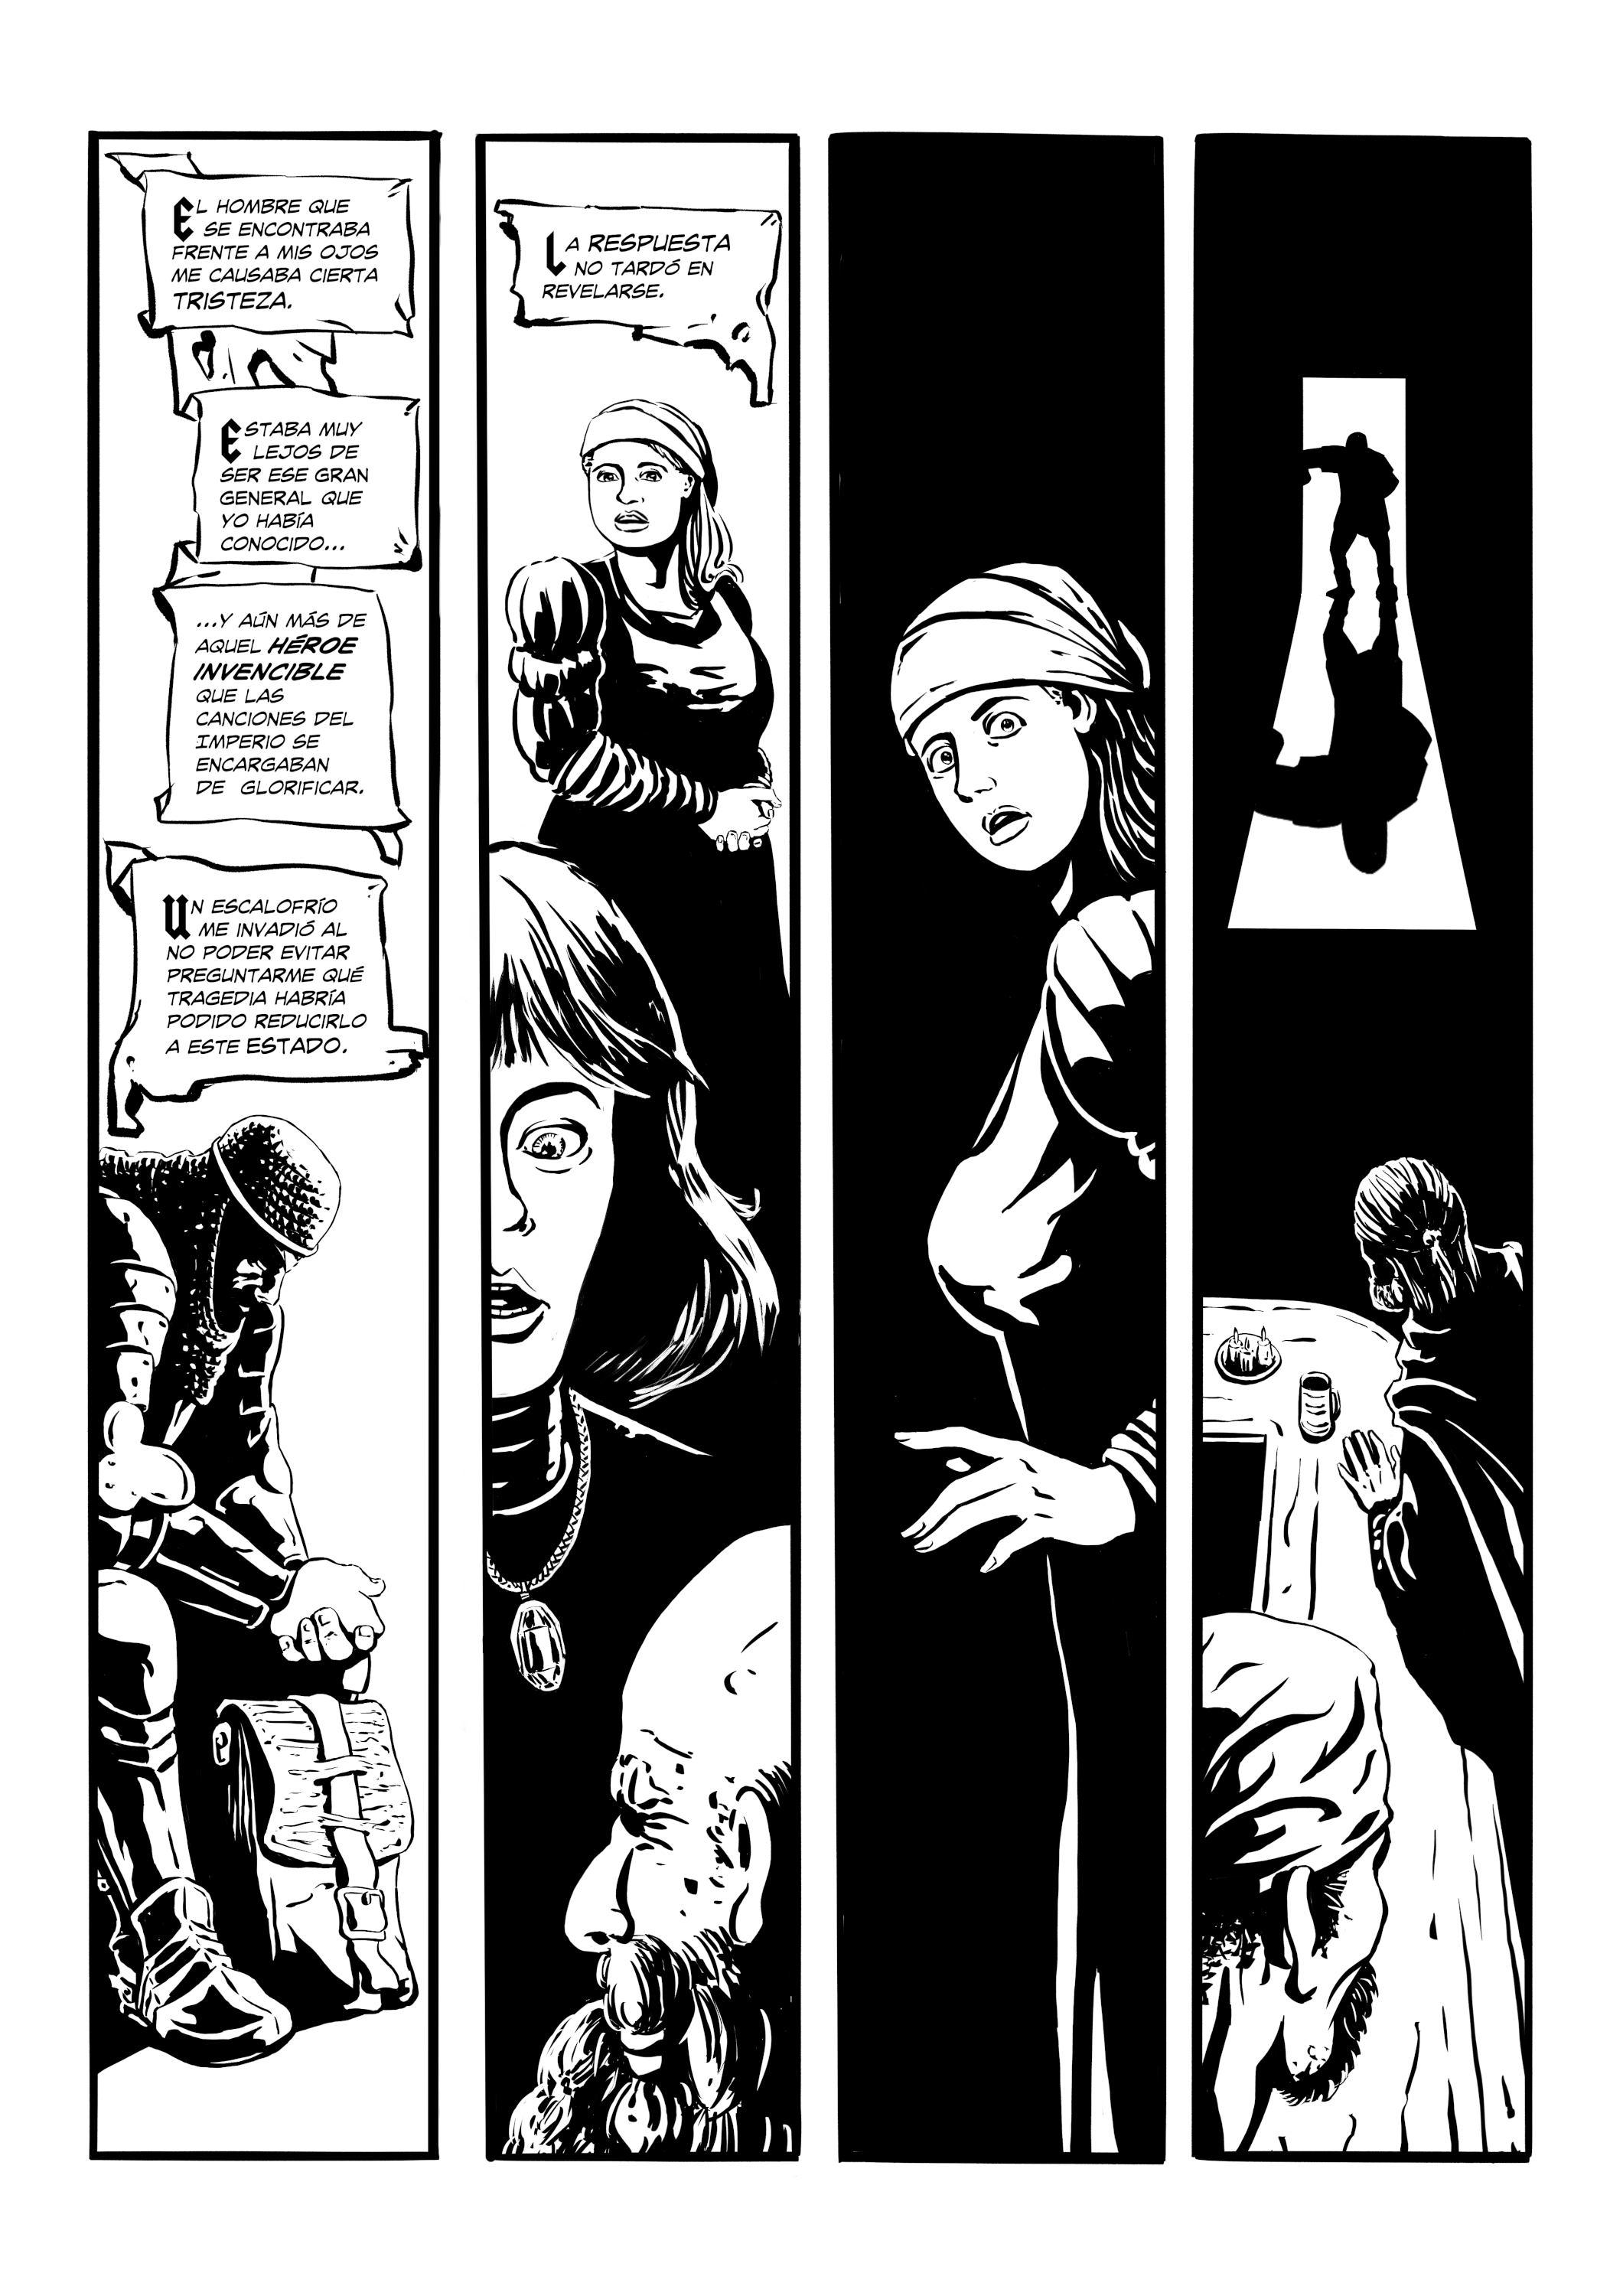 EL HOMBRE QUE
SE ENCONTRABA
FRENTE A MIS OJOS
ME CAUSABA CIERTA
TRISTEZA.
ESTABA MUY
LEJOS DE
SER ESE GRAN
GENERAL QUE
YO HABÍA
CONOCIDO...
...Y AÚN MÁS DE
AQUEL HÉROE
INVENCIBLE
QUE LAS
CANCIONES DEL
IMPERIO SE
ENCARGABAN
DE GLORIFICAR.
UN ESCALOFRÍO
ME INVADIÓ AL
NO PODER EVITAR
PREGUNTARME QUÉ
TRAGEDIA HABRÍA
PODIDO REDUCIRLO
A ESTE ESTADO.
LA RESPUESTA
NO TARDÓ EN
REVELARSE.